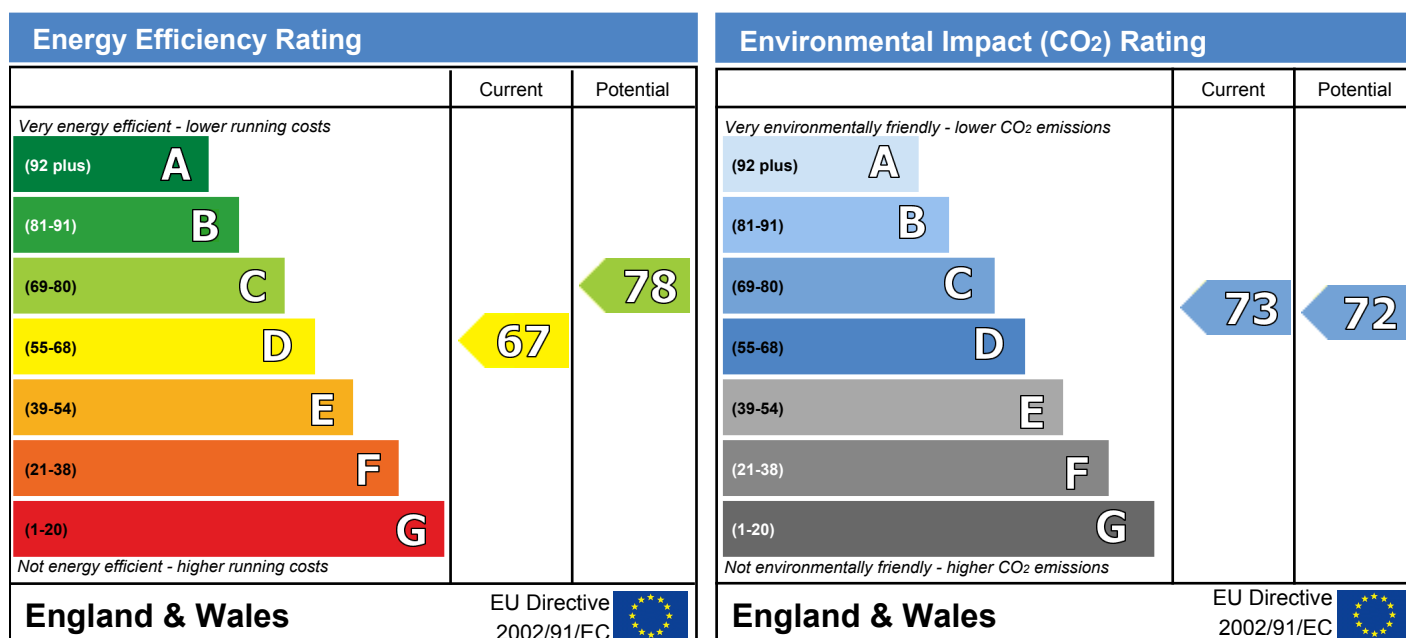 Energy Efficiency Rating
Current Potential
Very energy efficient - lower running costs
(92 plus) A
(81-91) B
(69-80) C
78
(55-68) D
67
(39-54) E
(21-38) F
(1-20) G
Not energy efficient - higher running costs
England & Wales
EU Directive
2002/91/EC
Environmental Impact (CO2) Rating
Current Potential
Very environmentally friendly - lower CO2 emissions
(92 plus) A
(81-91) B
(69-80) C
73 72
(55-68) D
(39-54) E
(21-38) F
(1-20) G
Not environmentally friendly - higher CO2 emissions
England & Wales
EU Directive
2002/91/EC